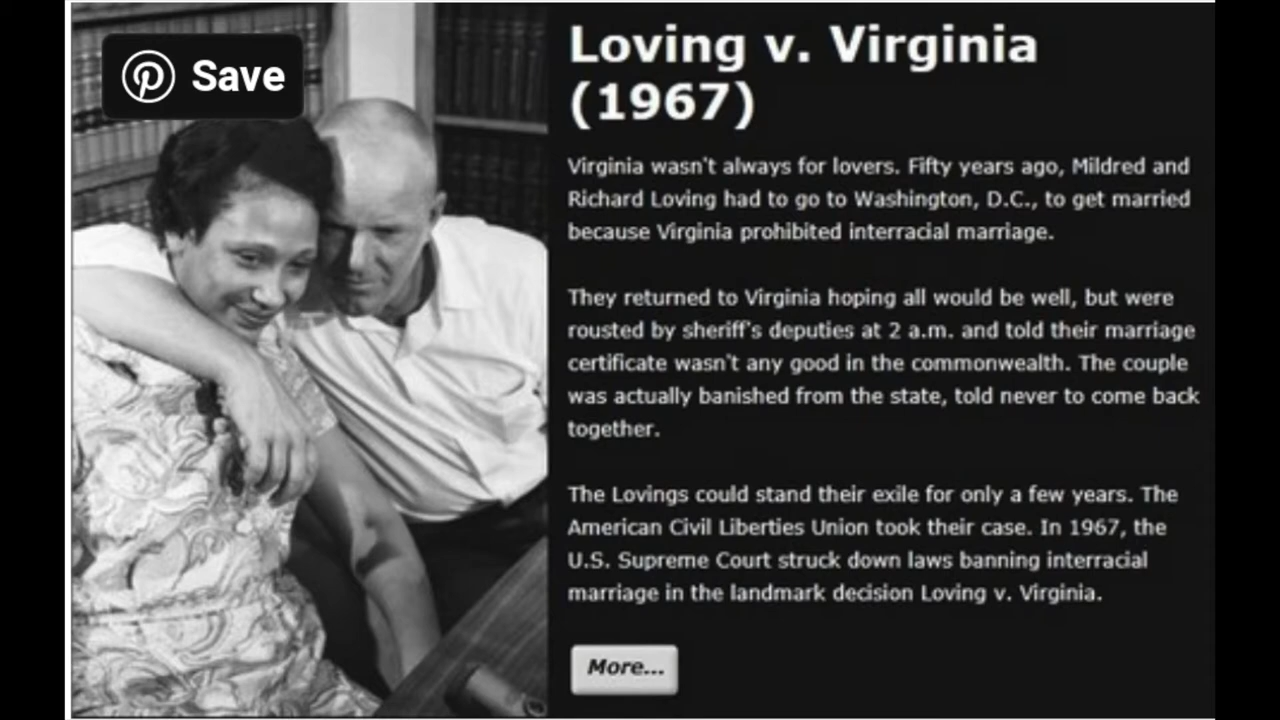 Save
Loving v. Virginia
(1967)
Virginia wasn't always for lovers. Fifty years ago, Mildred and
Richard Loving had to go to Washington, D.C., to get married
because Virginia prohibited interracial marriage.
They returned to Virginia hoping all would be well, but were
rousted by sheriff's deputies at 2 a.m. and told their marriage
certificate wasn't any good in the commonwealth. The couple
was actually banished from the state, told never to come back
together.
The Lovings could stand their exile for only a few years. The
American Civil Liberties Union took their case. In 1967, the
U.S. Supreme Court struck down laws banning interracial
marriage in the landmark decision Loving v. Virginia.
More...